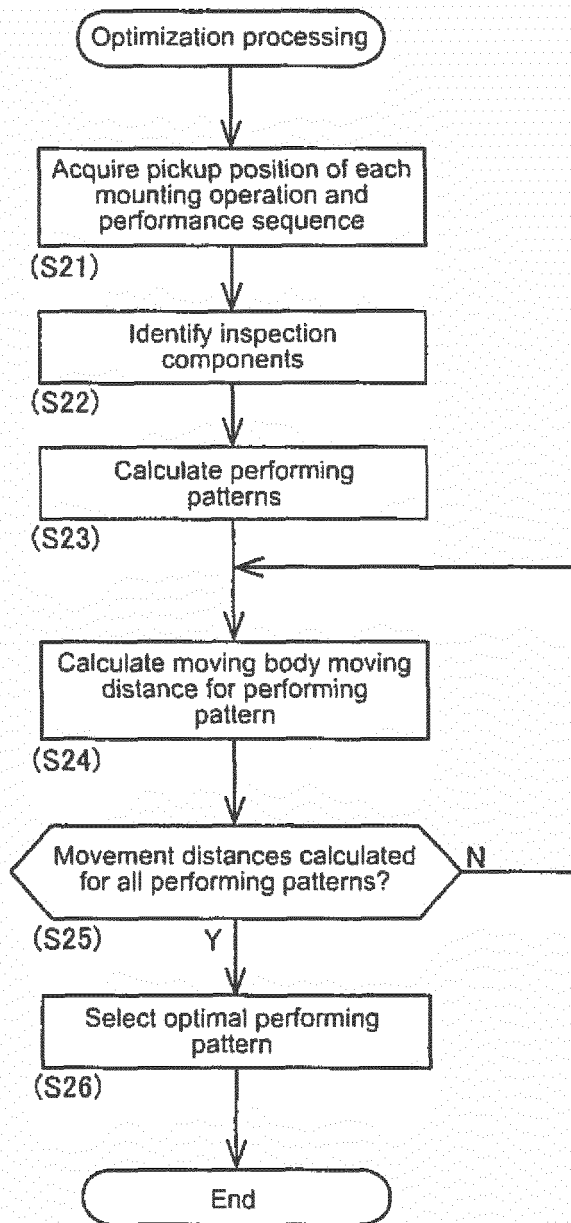 Optimization processing
Acquire pickup position of each
mounting operation and
performance sequence
(S21)
Identify inspection
components
(S22)
Calculate performing
patterns
(S23)
Calculate moving body moving
distance for performing
pattern
(S24)
Movement distances calculated
for all performing patterns?
N
(S25)
Y
Select optimal performing
pattern
(S26)
End